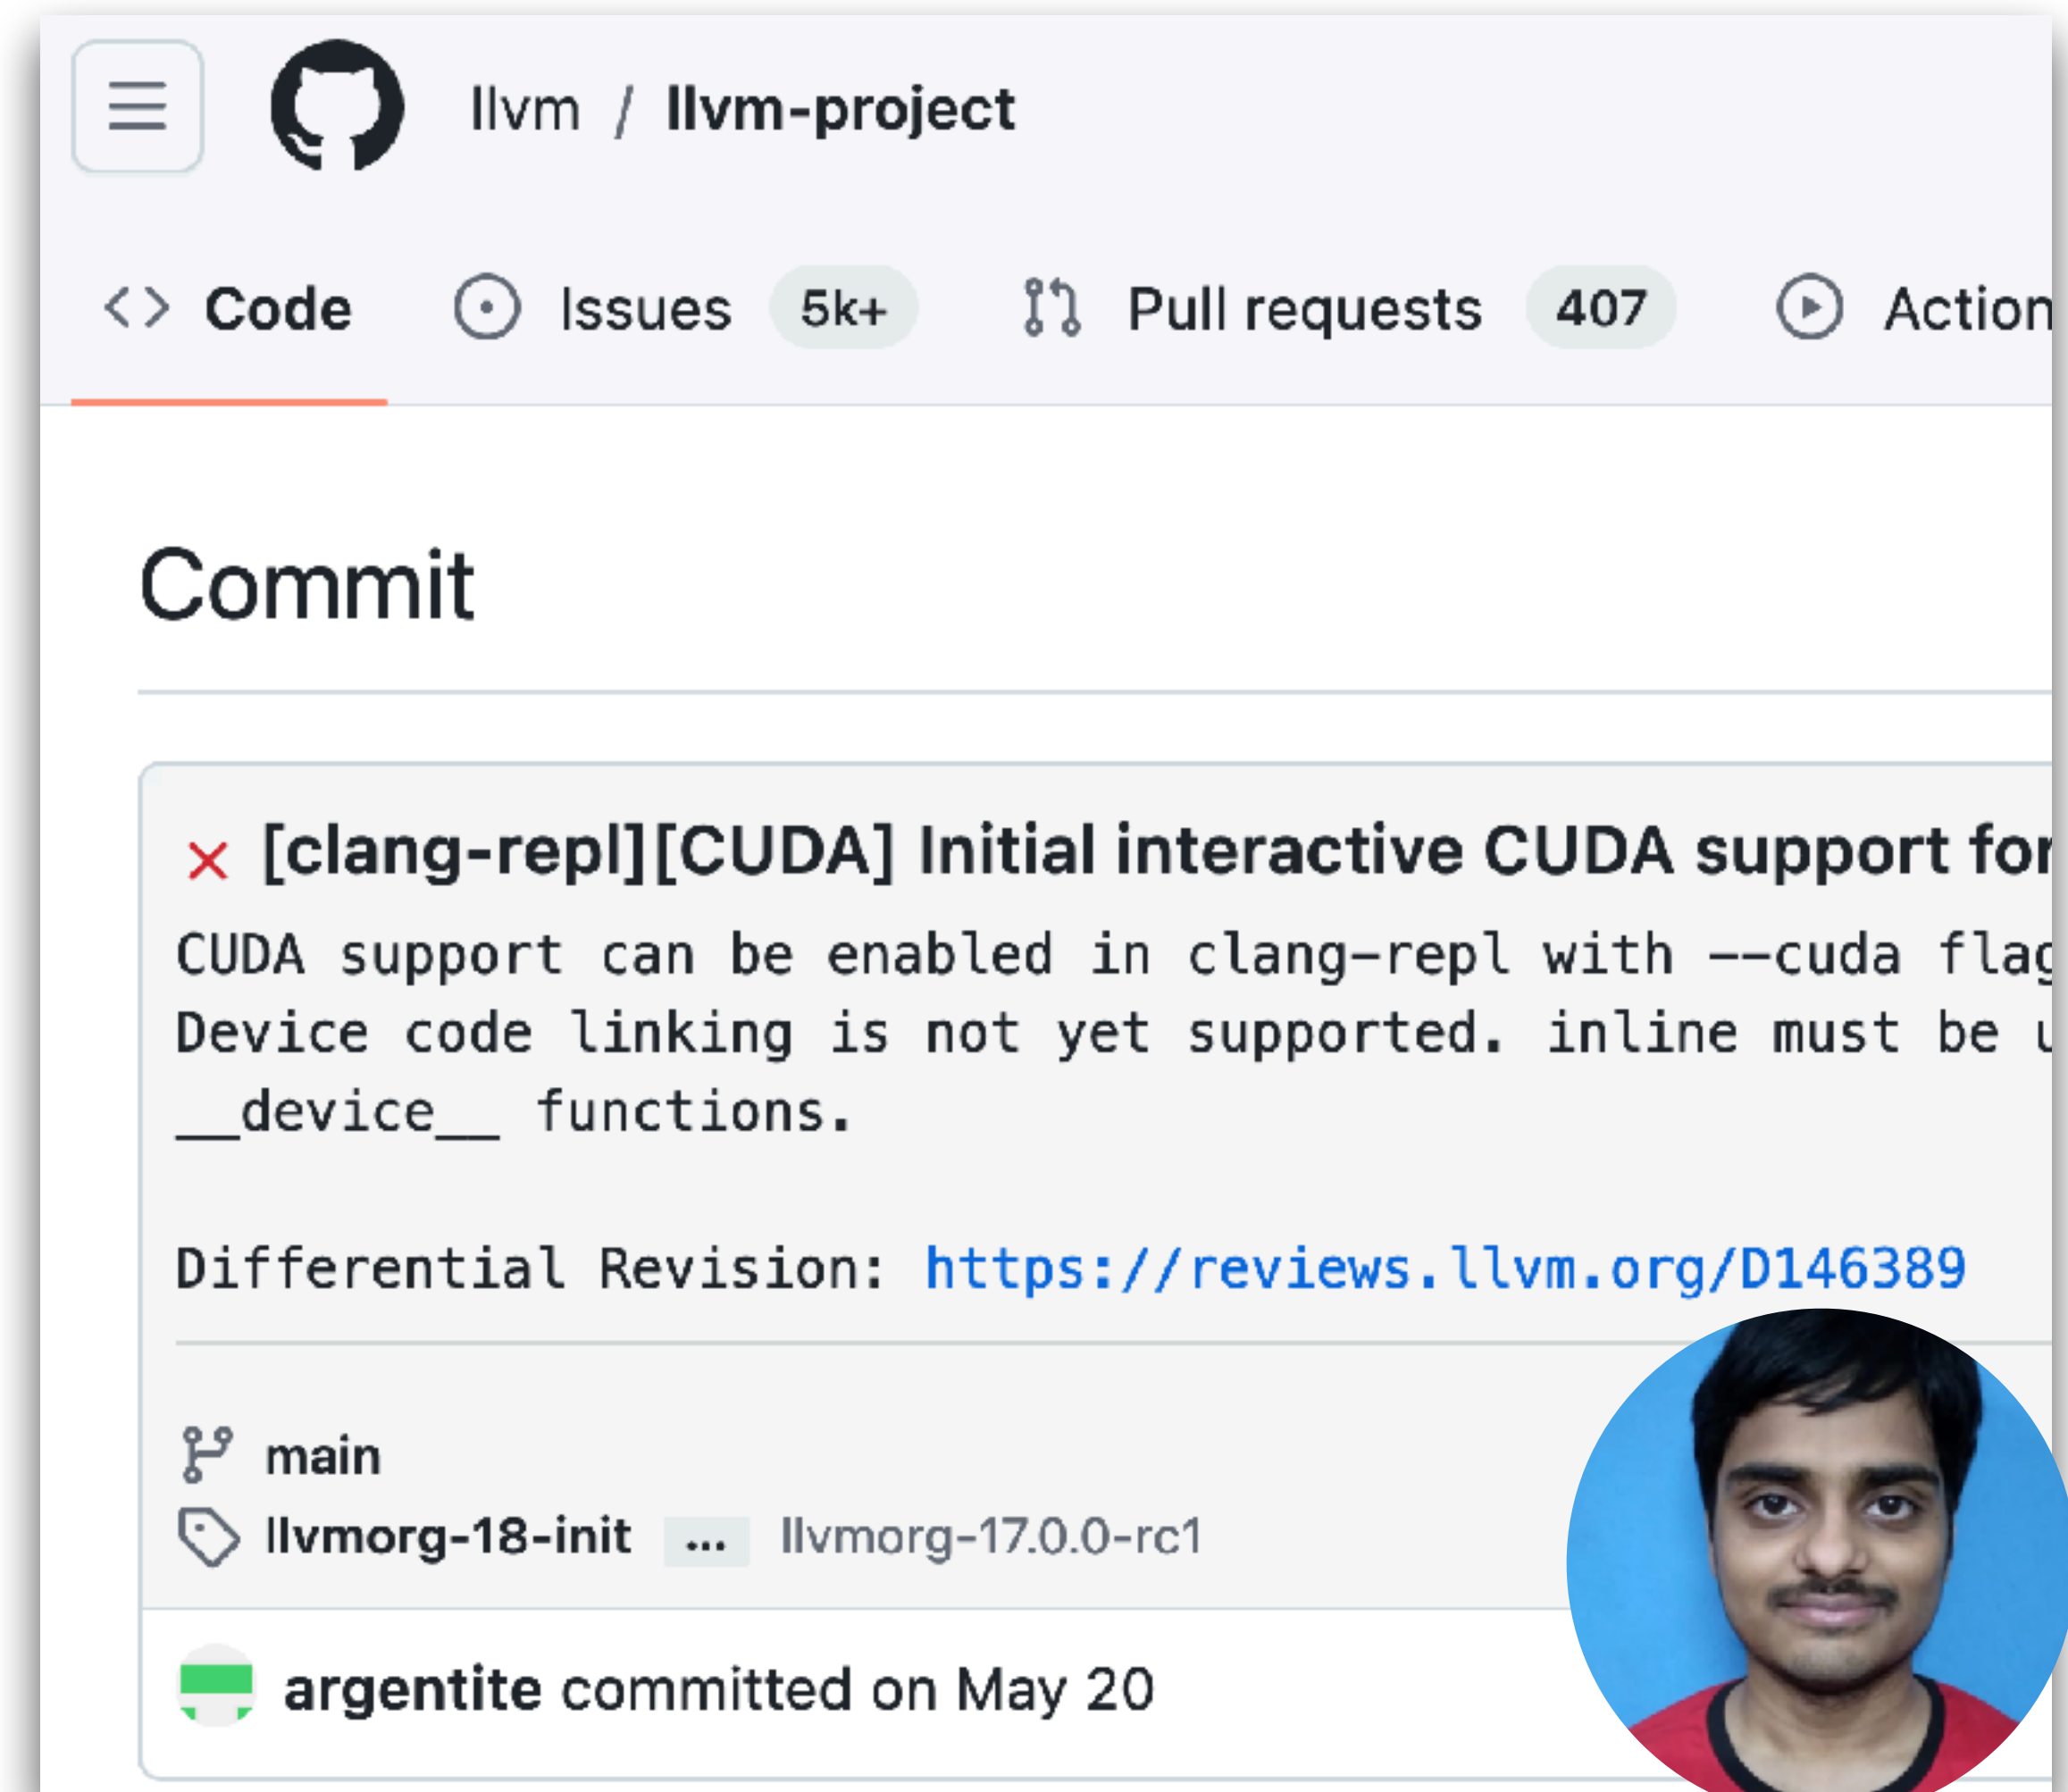 llvm / llvm-project
Code Issues 5k+ Pull requests 407 Action
Commit
[clang-repl][CUDA] Initial interactive CUDA support for
CUDA support can be enabled in clang-repl with --cuda flag
Device code linking is not yet supported. inline must be
__device__ functions.
Differential Revision: https://reviews.llvm.org/D146389
main
llvmorg-18-init ... llvmorg-17.0.0-rc1
argentite committed on May 20